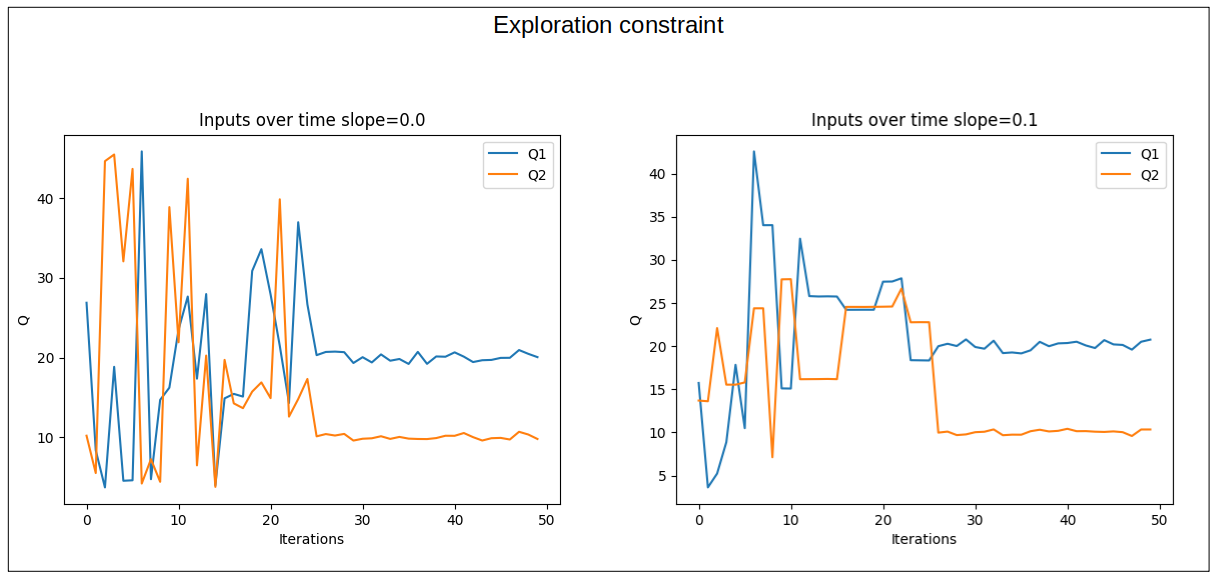 Exploration constraint
Inputs over time slope=0.0
Q1
Q2
40
30
20
10
Q
0
10
20
30
40
50
Iterations
Inputs over time slope=0.1
Q1
Q2
40
35
30
25
20
15
10
5
Q
0
10
20
30
40
50
Iterations